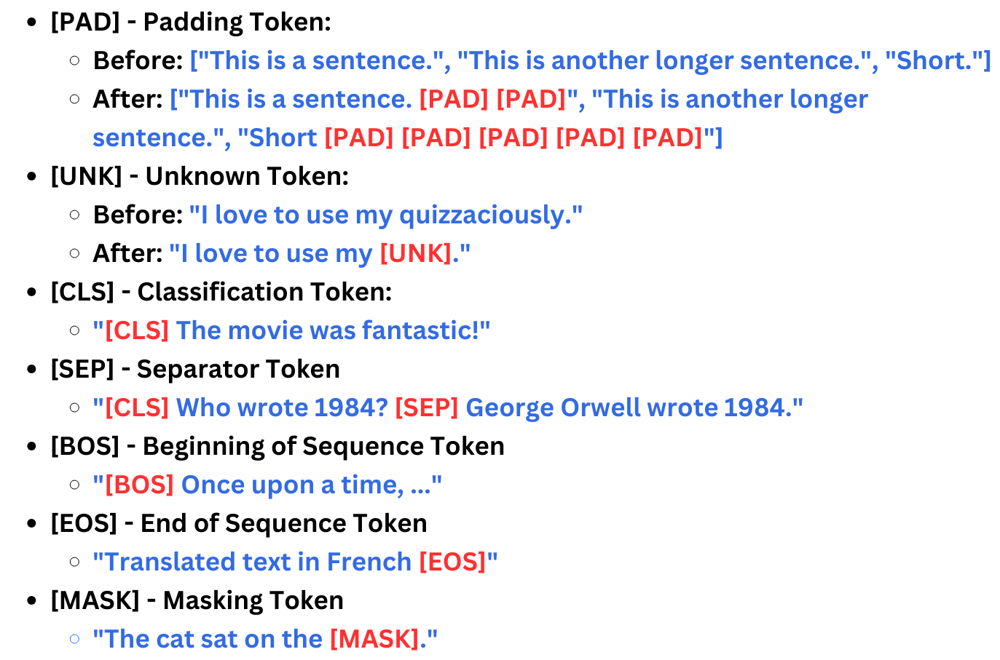 • [PAD] - Padding Token:
○ Before: ["This is a sentence.", "This is another longer sentence.", "Short."]
○ After: ["This is a sentence. [PAD] [PAD]", "This is another longer
sentence.", "Short [PAD] [PAD] [PAD] [PAD] [PAD]"]
• [UNK] - Unknown Token:
○ Before: "I love to use my quizzaciously."
○ After: "I love to use my [UNK]."
• [CLS] - Classification Token:
○ "[CLS] The movie was fantastic!"
• [SEP] - Separator Token
○ "[CLS] Who wrote 1984? [SEP] George Orwell wrote 1984."
• [BOS] - Beginning of Sequence Token
○ "[BOS] Once upon a time, ..."
• [EOS] - End of Sequence Token
○ "Translated text in French [EOS]"
• [MASK] - Masking Token
○ "The cat sat on the [MASK]."